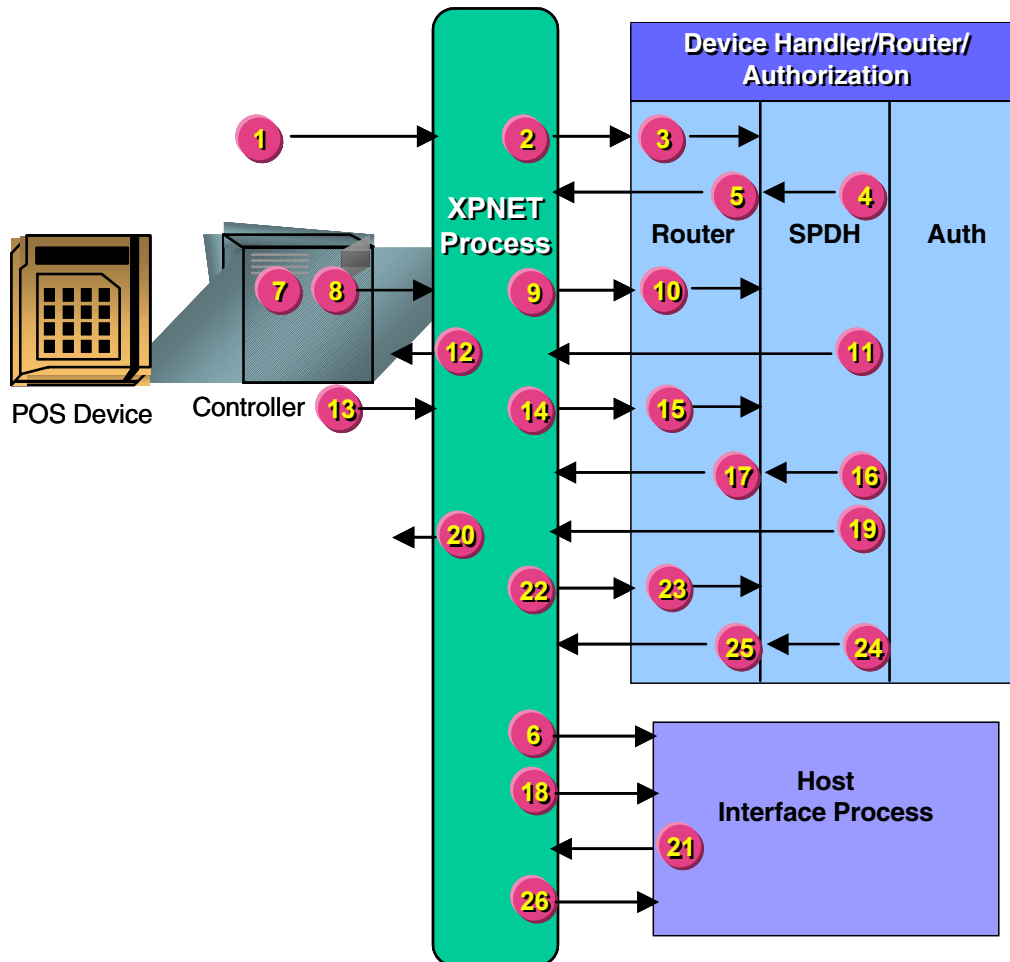 Device Handler/Router/
Authorization
1
2
3
5
4
XPNET
Process
Router
SPDH
Auth
7
8
9
10
12
11
POS Device
Controller
13
14
15
17
16
20
19
22
23
25
24
6
18
Host
Interface Process
21
26